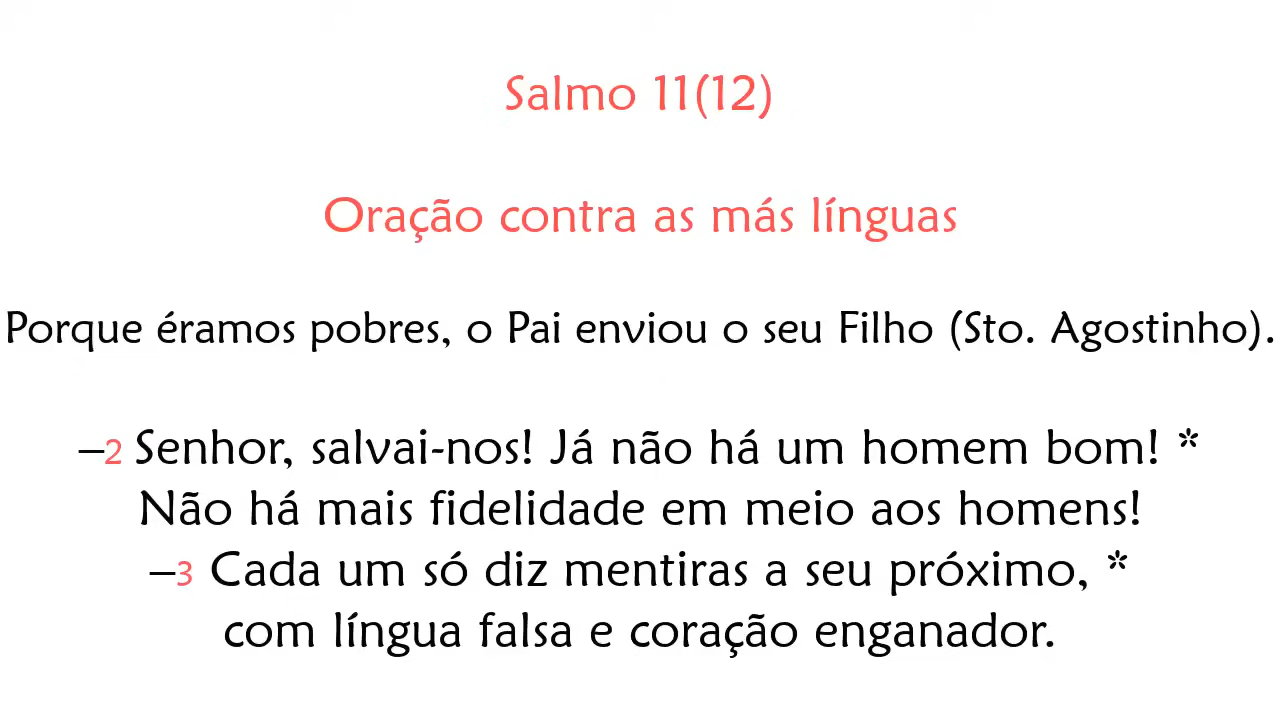 Salmo 11(12)
Oração contra as más línguas
Porque éramos pobres, o Pai enviou o seu Filho (Sto. Agostinho).
–2 Senhor, salvai-nos! Já não há um homem bom! *
Não há mais fidelidade em meio aos homens!
–3 Cada um só diz mentiras a seu próximo, *
com língua falsa e coração enganador.